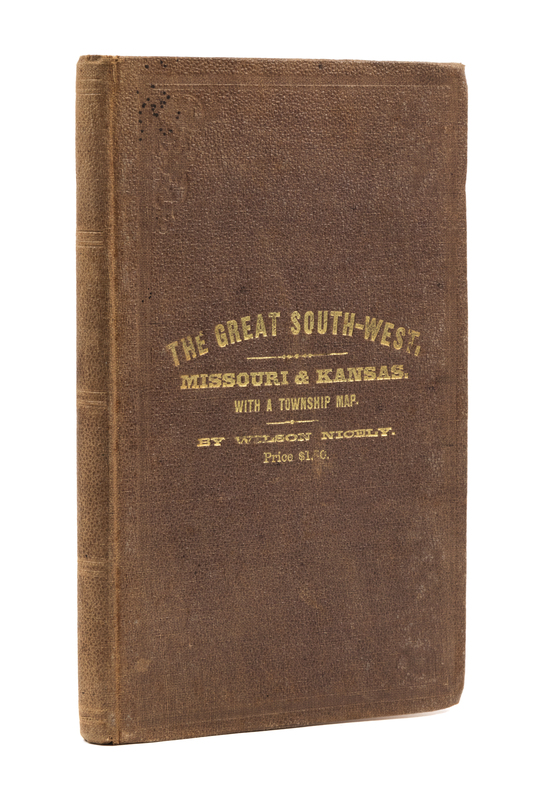 THE GREAT SOUTH-WEST.
MISSOURI & KANSAS.
WITH A TOWNSHIP MAP.
BY WILSON NICELY.
Price